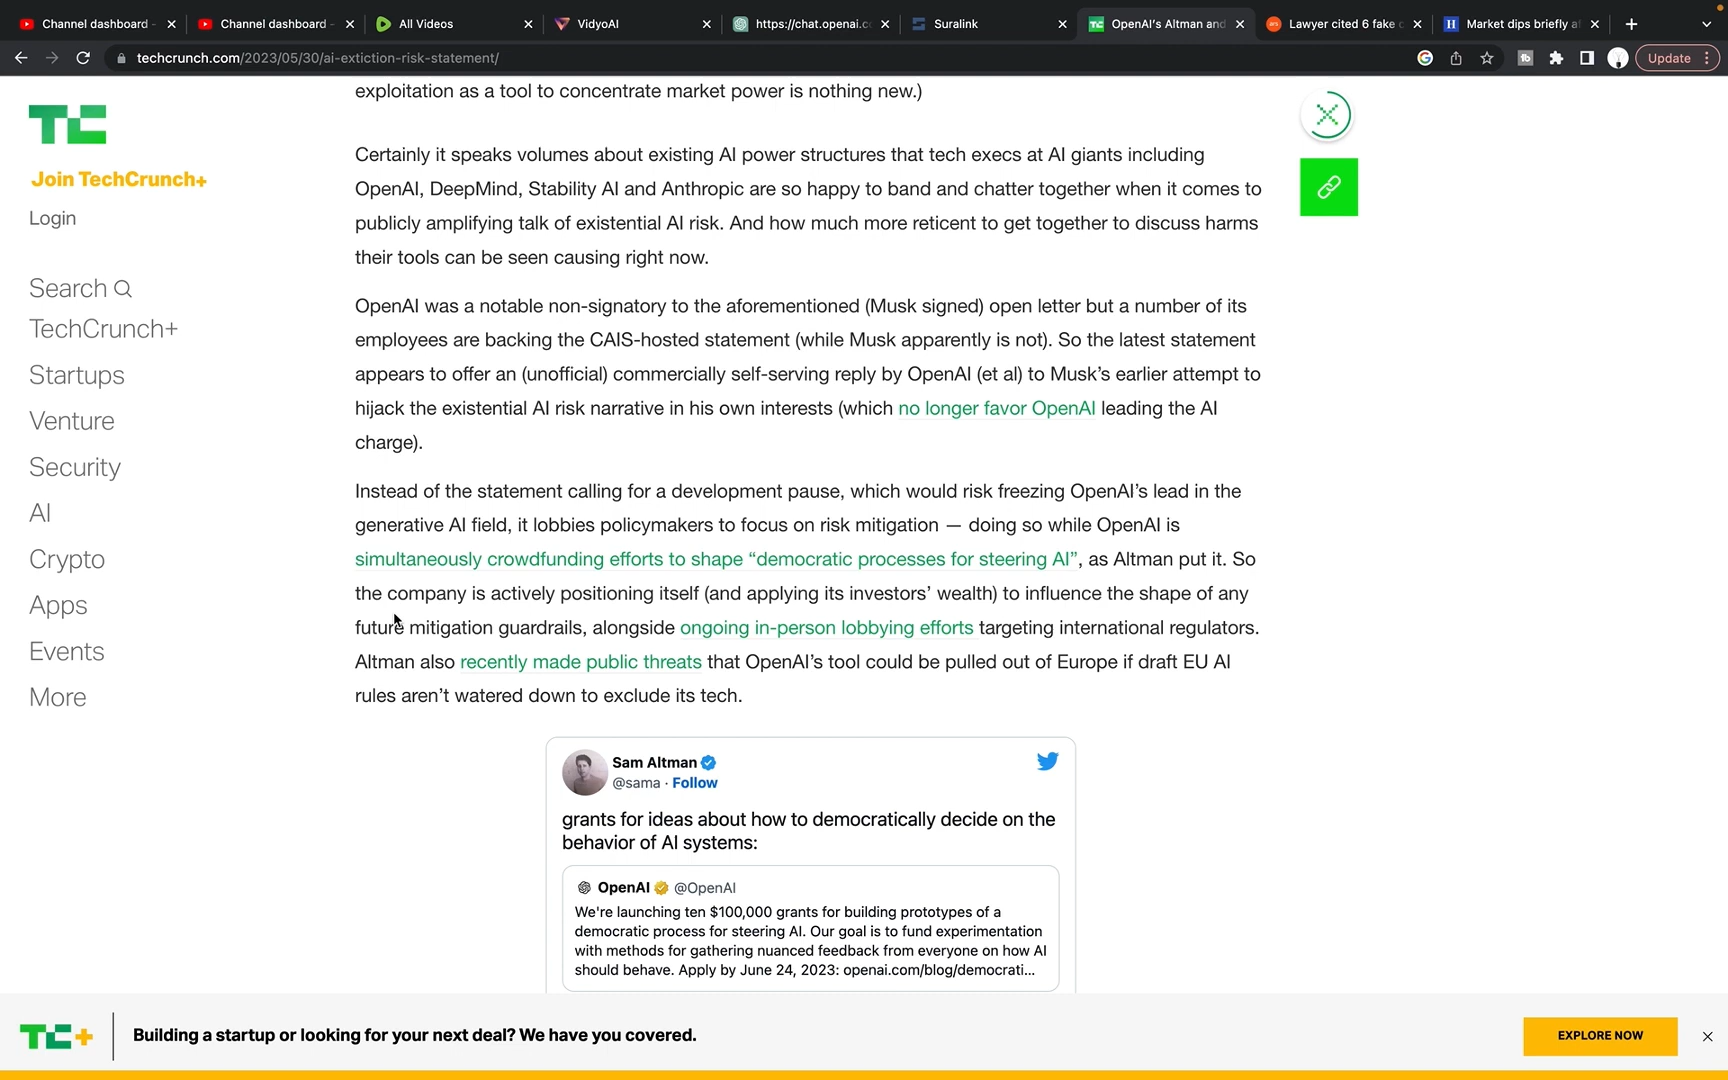 Channel dashboard -
Channel dashboard -
All Videos
VidyoAI
https://chat.openai.c
Suralink
OpenAI's Altman and
Lawyer cited 6 fake c
Market dips briefly a
techcrunch.com/2023/05/30/ai-extiction-risk-statement/
Update
TC
Join TechCrunch+
Login
Search
TechCrunch+
Startups
Venture
Security
AI
Crypto
Apps
Events
More
exploitation as a tool to concentrate market power is nothing new.)
Certainly it speaks volumes about existing AI power structures that tech execs at AI giants including
OpenAI, DeepMind, Stability AI and Anthropic are so happy to band and chatter together when it comes to
publicly amplifying talk of existential AI risk. And how much more reticent to get together to discuss harms
their tools can be seen causing right now.
OpenAI was a notable non-signatory to the aforementioned (Musk signed) open letter but a number of its
employees are backing the CAIS-hosted statement (while Musk apparently is not). So the latest statement
appears to offer an (unofficial) commercially self-serving reply by OpenAI (et al) to Musk's earlier attempt to
hijack the existential AI risk narrative in his own interests (which no longer favor OpenAI leading the AI
charge).
Instead of the statement calling for a development pause, which would risk freezing OpenAI's lead in the
generative AI field, it lobbies policymakers to focus on risk mitigation — doing so while OpenAI is
simultaneously crowdfunding efforts to shape “democratic processes for steering AI”, as Altman put it. So
the company is actively positioning itself (and applying its investors' wealth) to influence the shape of any
future mitigation guardrails, alongside ongoing in-person lobbying efforts targeting international regulators.
Altman also recently made public threats that OpenAI's tool could be pulled out of Europe if draft EU AI
rules aren't watered down to exclude its tech.
Sam Altman
@sama · Follow
grants for ideas about how to democratically decide on the
behavior of AI systems:
OpenAI @OpenAI
We're launching ten $100,000 grants for building prototypes of a
democratic process for steering AI. Our goal is to fund experimentation
with methods for gathering nuanced feedback from everyone on how AI
should behave. Apply by June 24, 2023: openai.com/blog/democrati...
TC+
Building a startup or looking for your next deal? We have you covered.
EXPLORE NOW